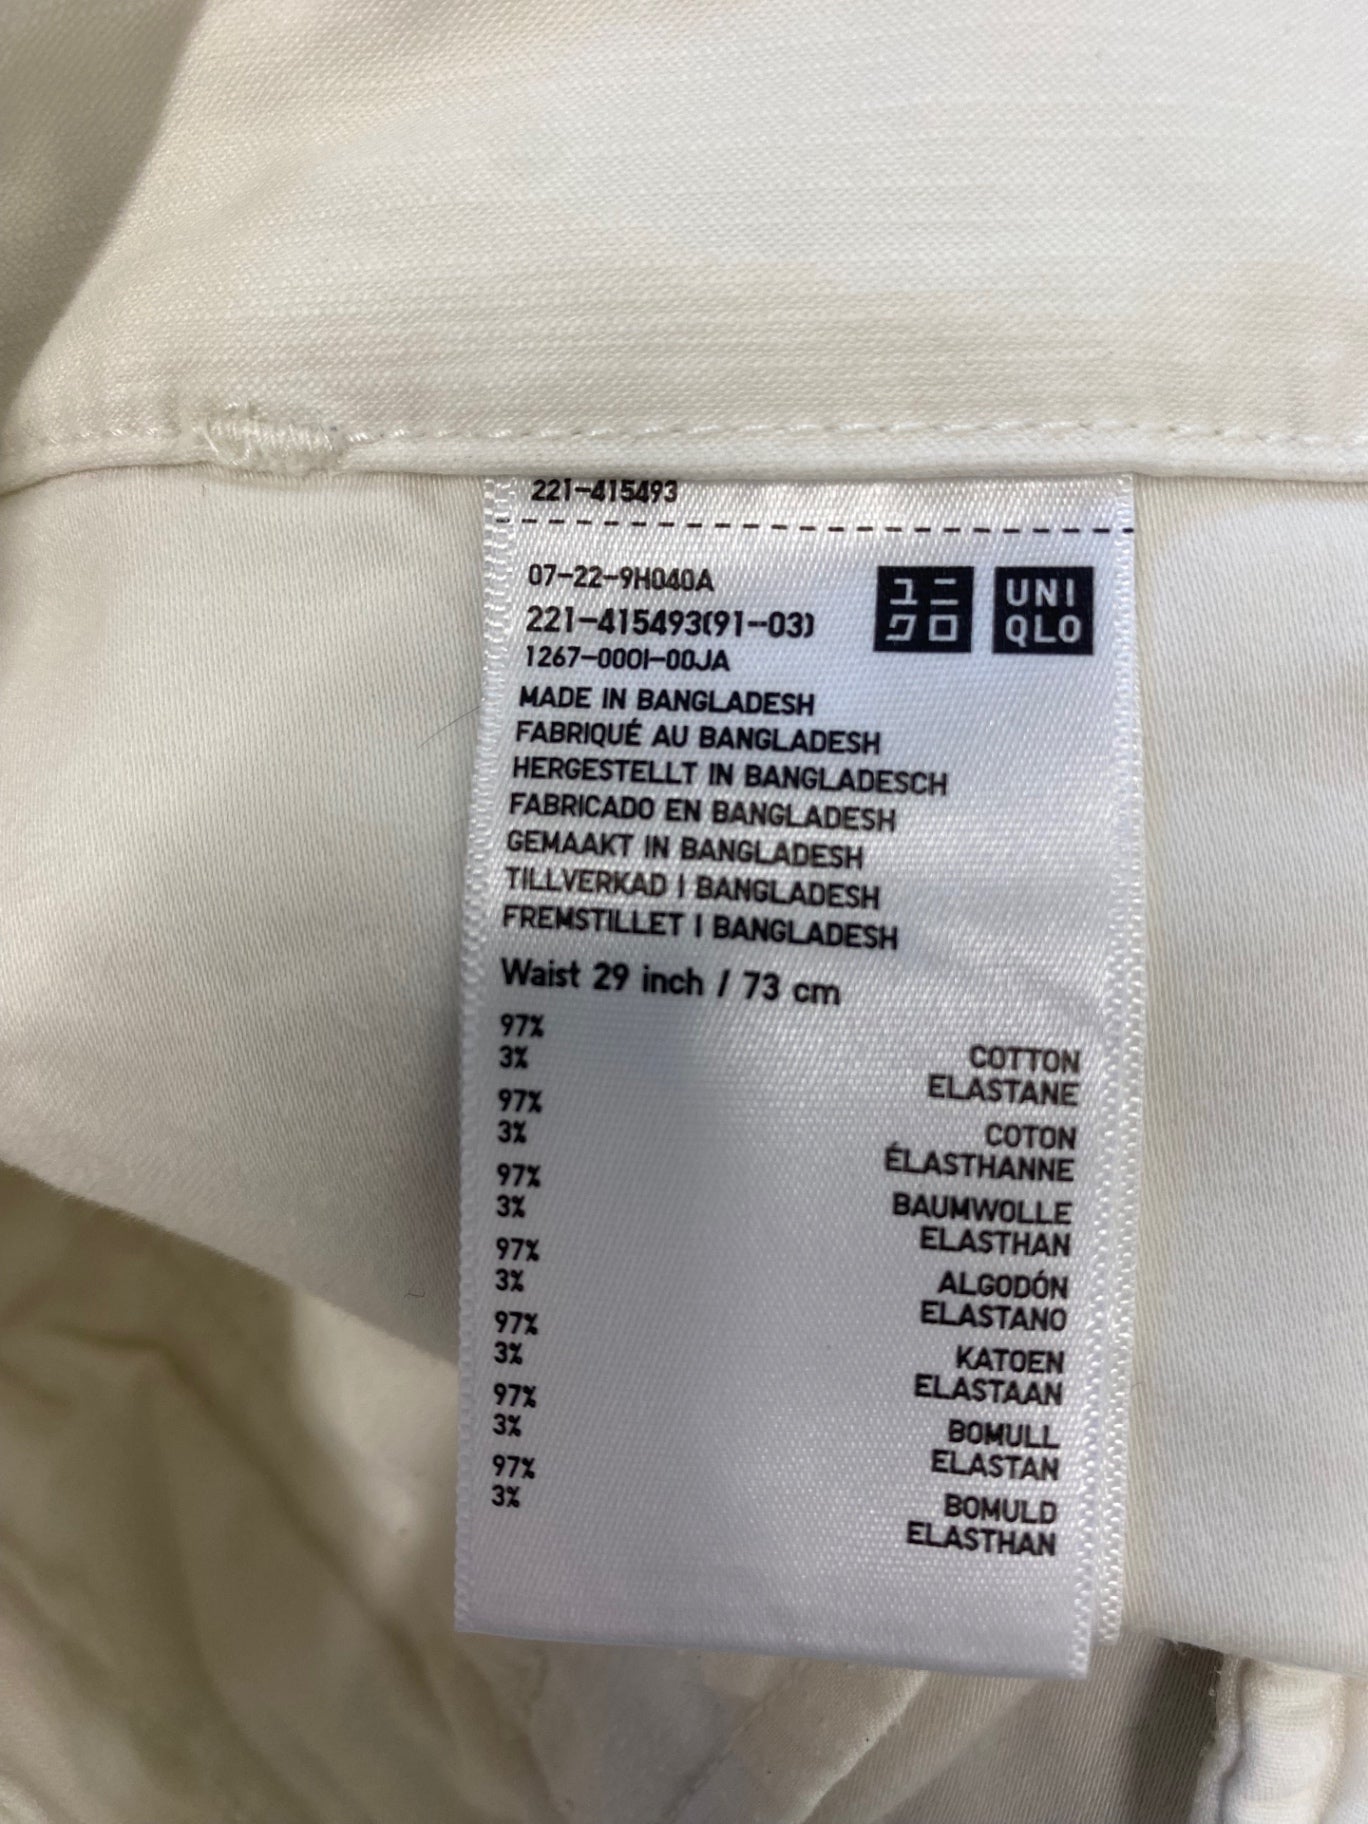 221-415493
07-22-9H040A
221-415493(91-03)
1267-000I-00JA
ユニ
クロ
UNI
QLO
MADE IN BANGLADESH
FABRIQUÉ AU BANGLADESH
HERGESTELLT IN BANGLADESCH
FABRICADO EN BANGLADESH
GEMAAKT IN BANGLADESH
TILLVERKAD I BANGLADESH
FREMSTILLET I BANGLADESH
Waist 29 inch / 73 cm
97% COTTON
3% ELASTANE
97% COTON
3% ÉLASTHANNE
97% BAUMWOLLE
3% ELASTHAN
97% ALGODÓN
3% ELASTANO
97% KATOEN
3% ELASTAAN
97% BOMULL
3% ELASTAN
97% BOMULD
3% ELASTHAN